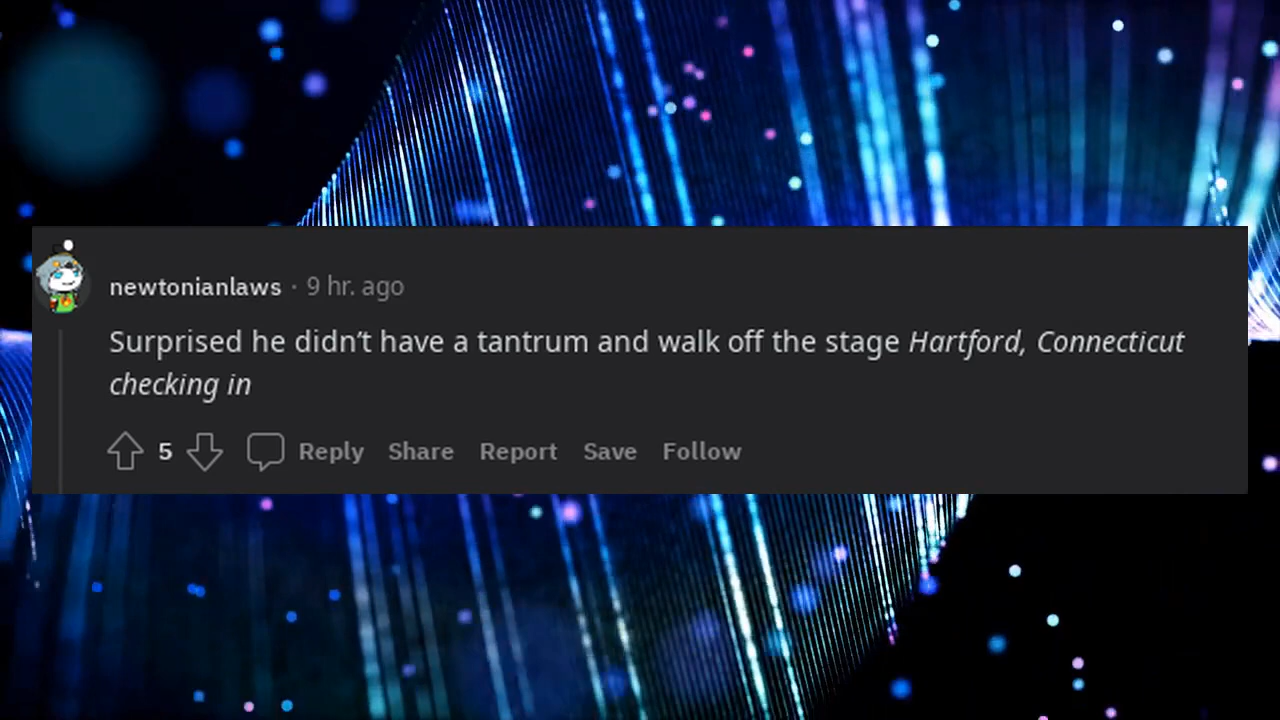 newtonianlaws · 9 hr. ago
Surprised he didn’t have a tantrum and walk off the stage Hartford, Connecticut
checking in
5 Reply Share Report Save Follow